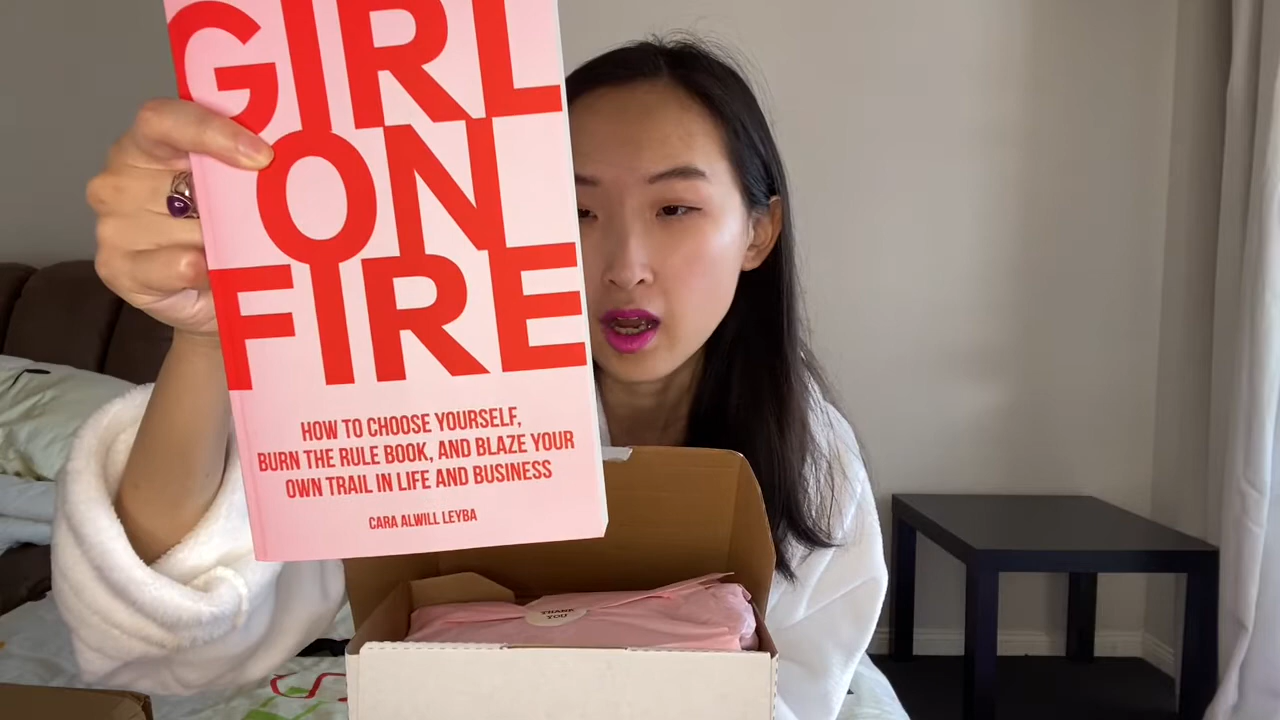 GIRL
ON
FIRE
HOW TO CHOOSE YOURSELF,
BURN THE RULE BOOK, AND BLAZE YOUR
OWN TRAIL IN LIFE AND BUSINESS
CARA ALWILL LEYBA
THANK
YOU